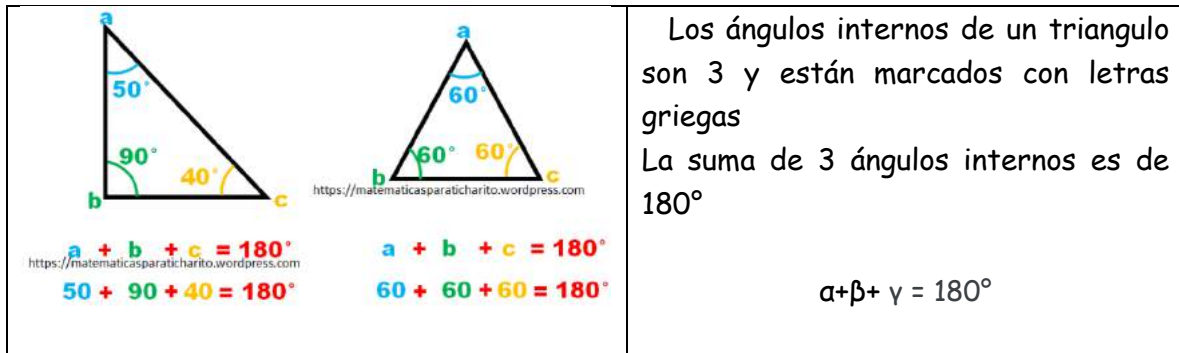 a
50°
90°
40°
b
c
a
60°
60°
60°
b
c
https://matematicasparaticharito.wordpress.com
a + b + c = 180°
https://matematicasparaticharito.wordpress.com
50 + 90 + 40 = 180°
a + b + c = 180°
60 + 60 + 60 = 180°
Los ángulos internos de un triangulo
son 3 y están marcados con letras
griegas
La suma de 3 ángulos internos es de
180°
α+β+ γ = 180°